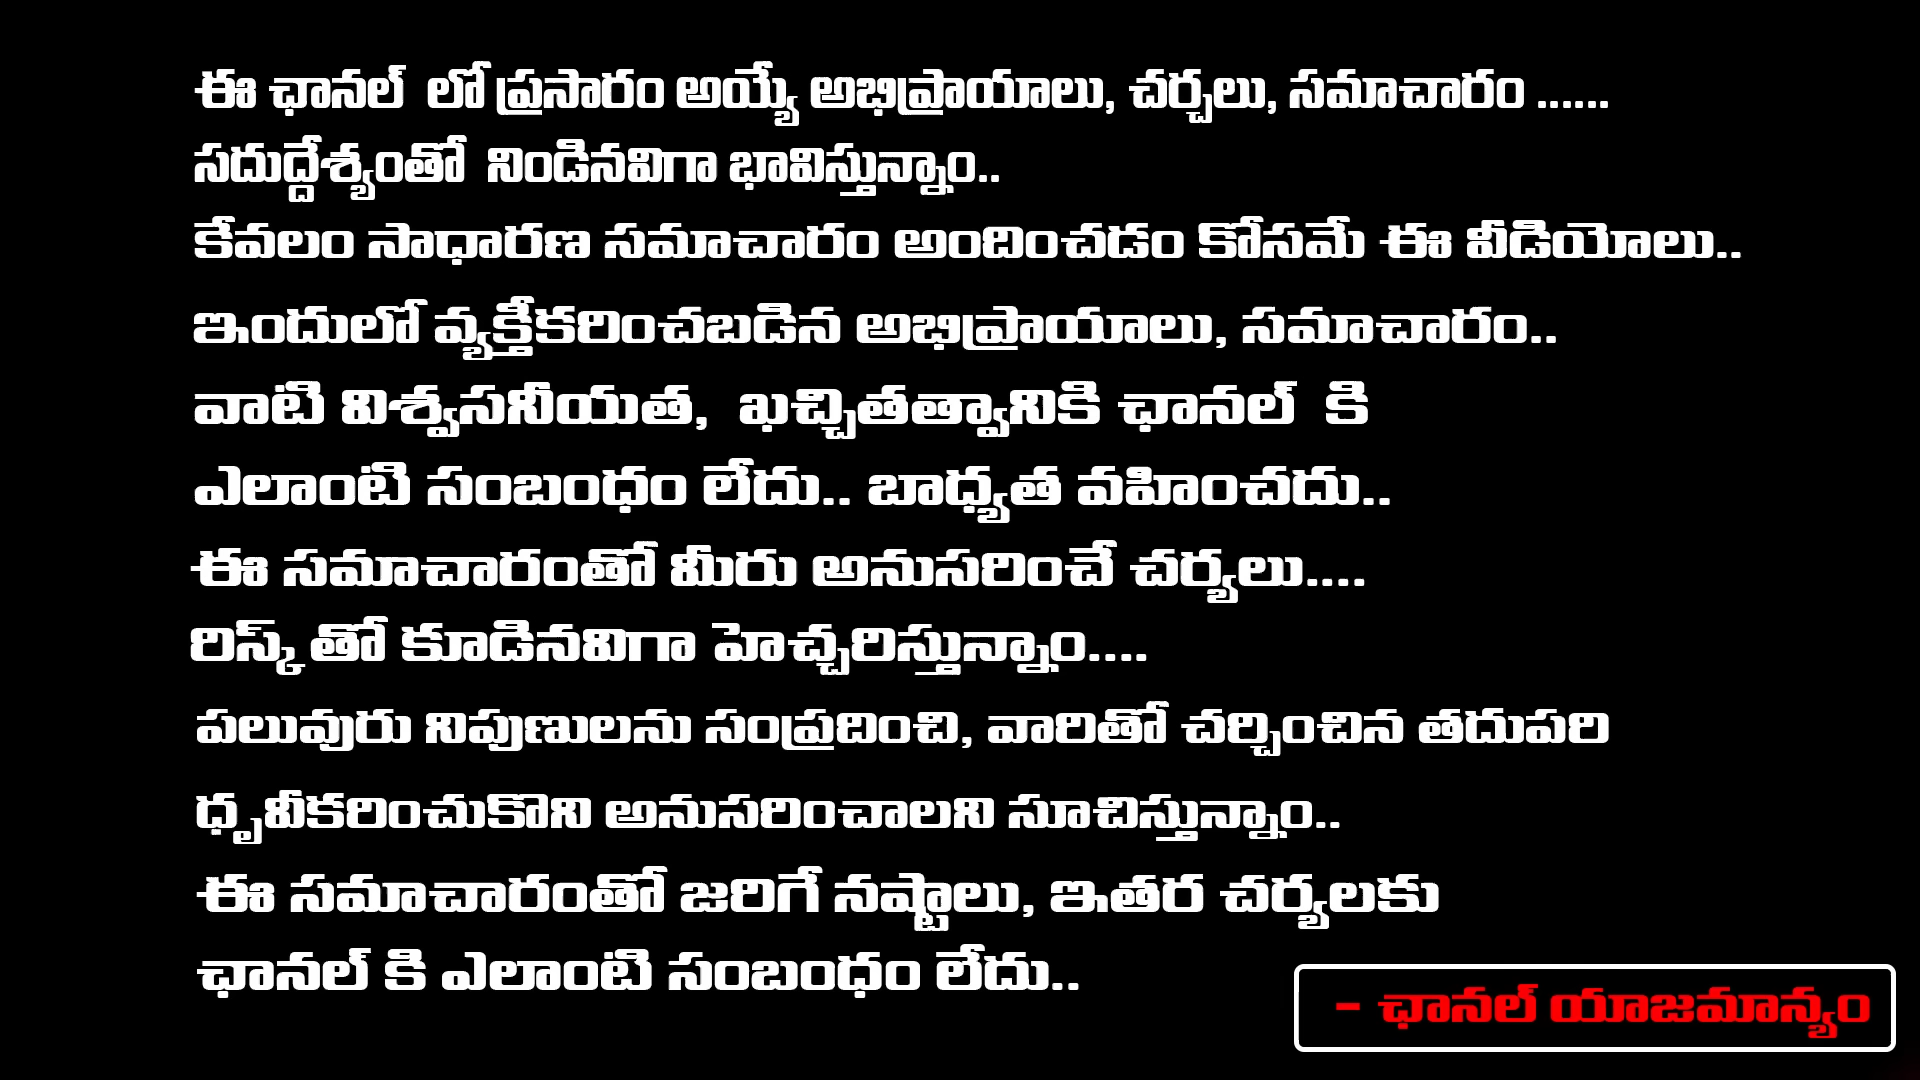 ఈ ఛానల్ లో ప్రసారం అయ్యే అభిప్రాయాలు, చర్చలు, సమాచారం ......
సదుద్దేశ్యంతో నిండినవిగా భావిస్తున్నాం..
కేవలం సాధారణ సమాచారం అందించడం కోసమే ఈ వీడియోలు..
ఇందులో వ్యక్తీకరించబడిన అభిప్రాయాలు, సమాచారం..
వాటి విశ్వసనీయత, ఖచ్చితత్వానికి ఛానల్ కి
ఎలాంటి సంబంధం లేదు.. బాధ్యత వహించదు..
ఈ సమాచారంతో మీరు అనుసరించే చర్యలు....
రిస్క్ తో కూడినవిగా హెచ్చరిస్తున్నాం....
పలువురు నిపుణులను సంప్రదించి, వారితో చర్చించిన తదుపరి
ధృవీకరించుకొని అనుసరించాలని సూచిస్తున్నాం..
ఈ సమాచారంతో జరిగే నష్టాలు, ఇతర చర్యలకు
ఛానల్ కి ఎలాంటి సంబంధం లేదు..
- ఛానల్ యాజమాన్యం